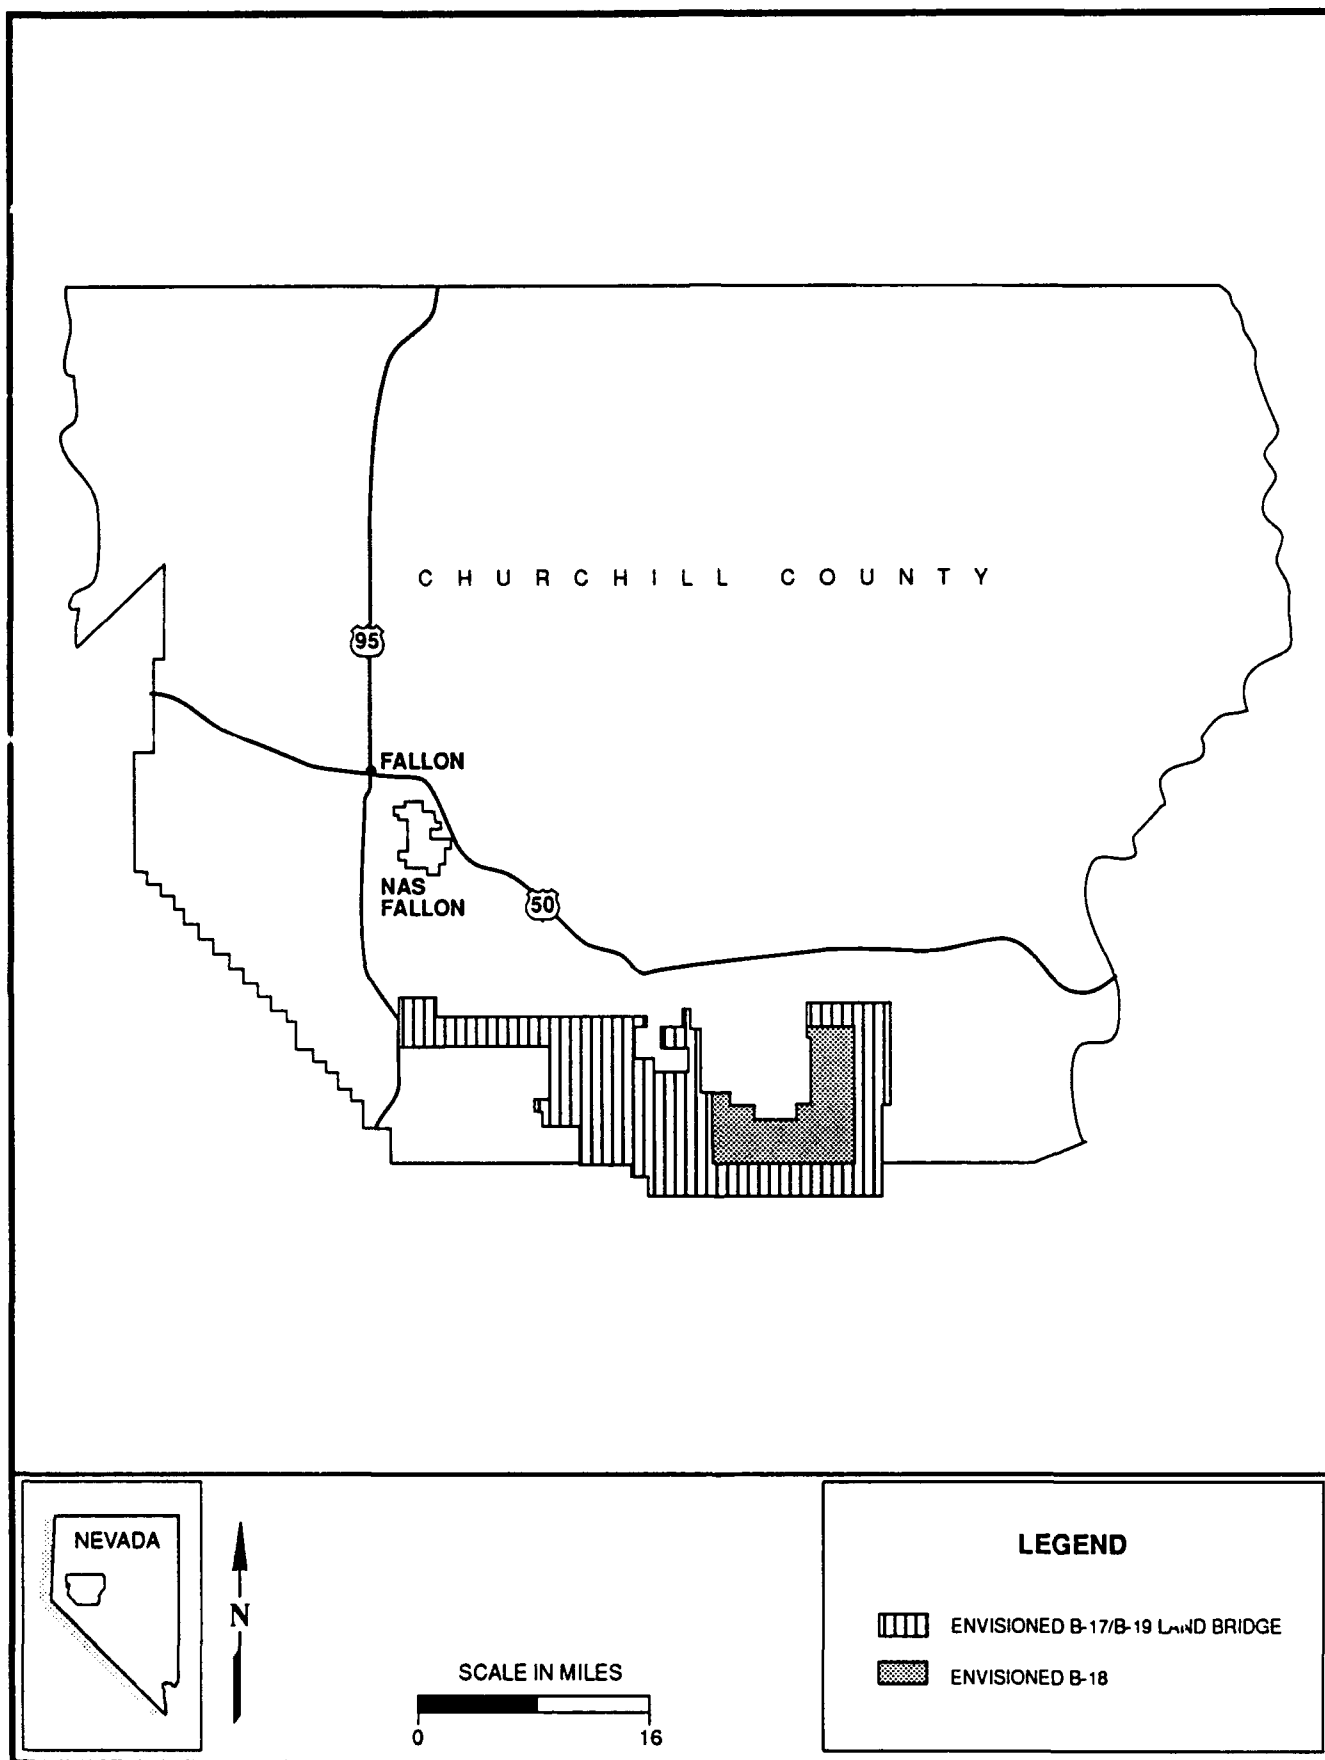 CHURCHILL COUNTY
95
FALLON
NAS
FALLON
50
NEVADA
N
SCALE IN MILES
0 16
LEGEND
ENVISIONED B-17/B-19 LAND BRIDGE
ENVISIONED B-18